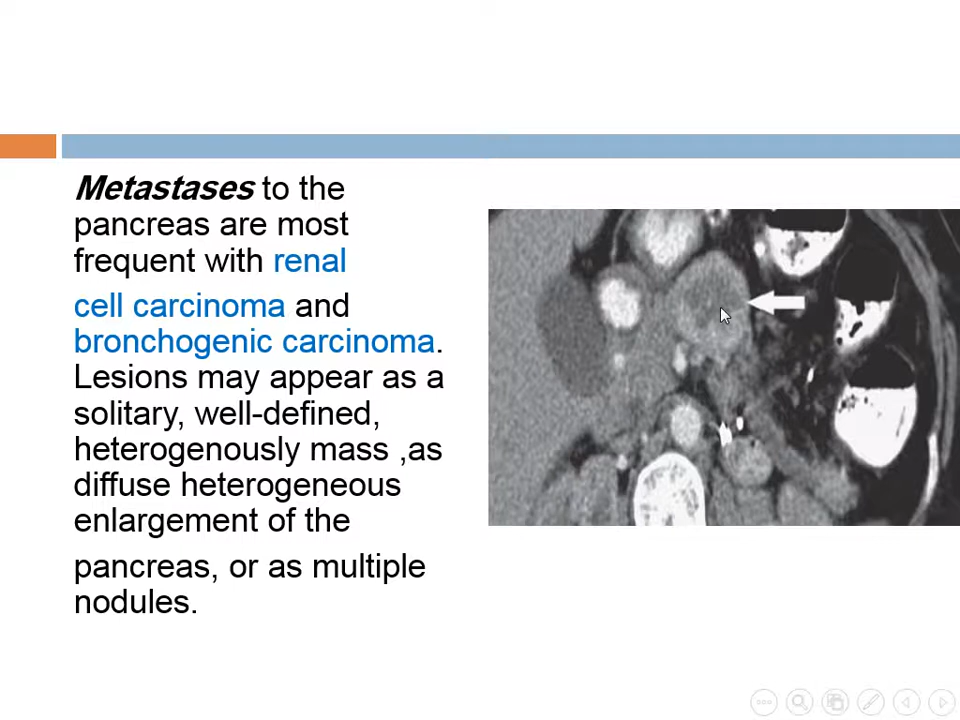 Metastases to the
pancreas are most
frequent with renal
cell carcinoma and
bronchogenic carcinoma.
Lesions may appear as a
solitary, well-defined,
heterogenously mass ,as
diffuse heterogeneous
enlargement of the
pancreas, or as multiple
nodules.